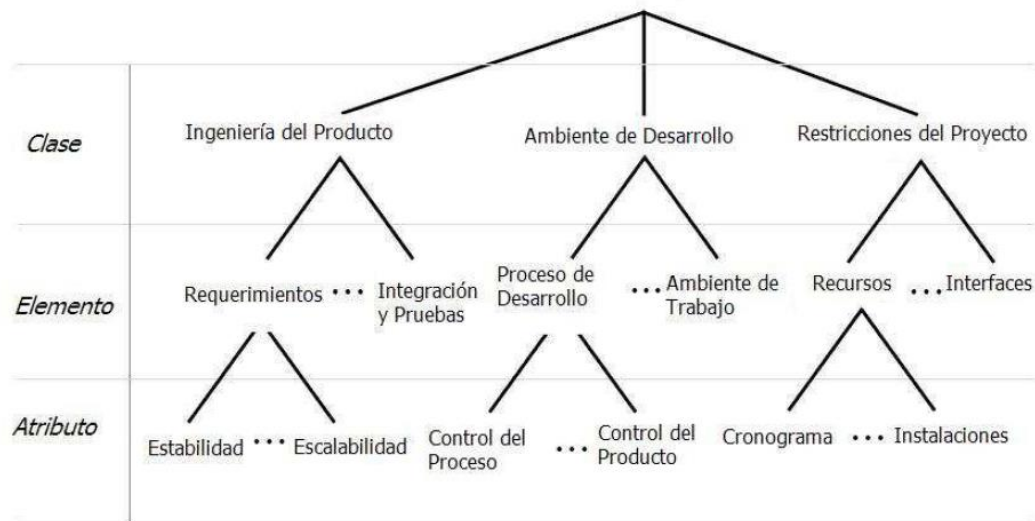 Clase
Ingeniería del Producto
Ambiente de Desarrollo
Restricciones del Proyecto
Elemento
Requerimientos ... Integración
y Pruebas
Proceso de
Desarrollo
... Ambiente de
Trabajo
Recursos ... Interfaces
Atributo
Estabilidad ... Escalabilidad
Control del
Proceso
... Control del
Producto
Cronograma ... Instalaciones